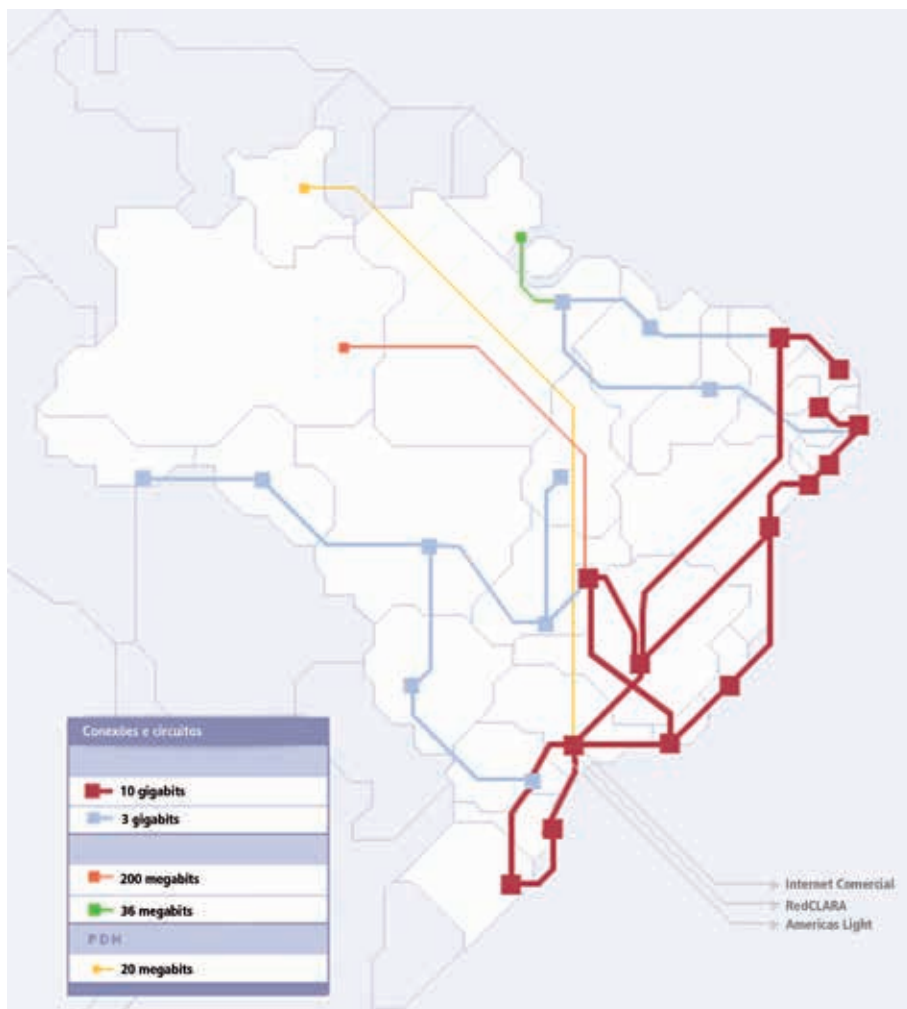 Conexões e circuitos
10 gigabits
3 gigabits
200 megabits
36 megabits
PDH
20 megabits
Internet Comercial
RedCLARA
Americas Light